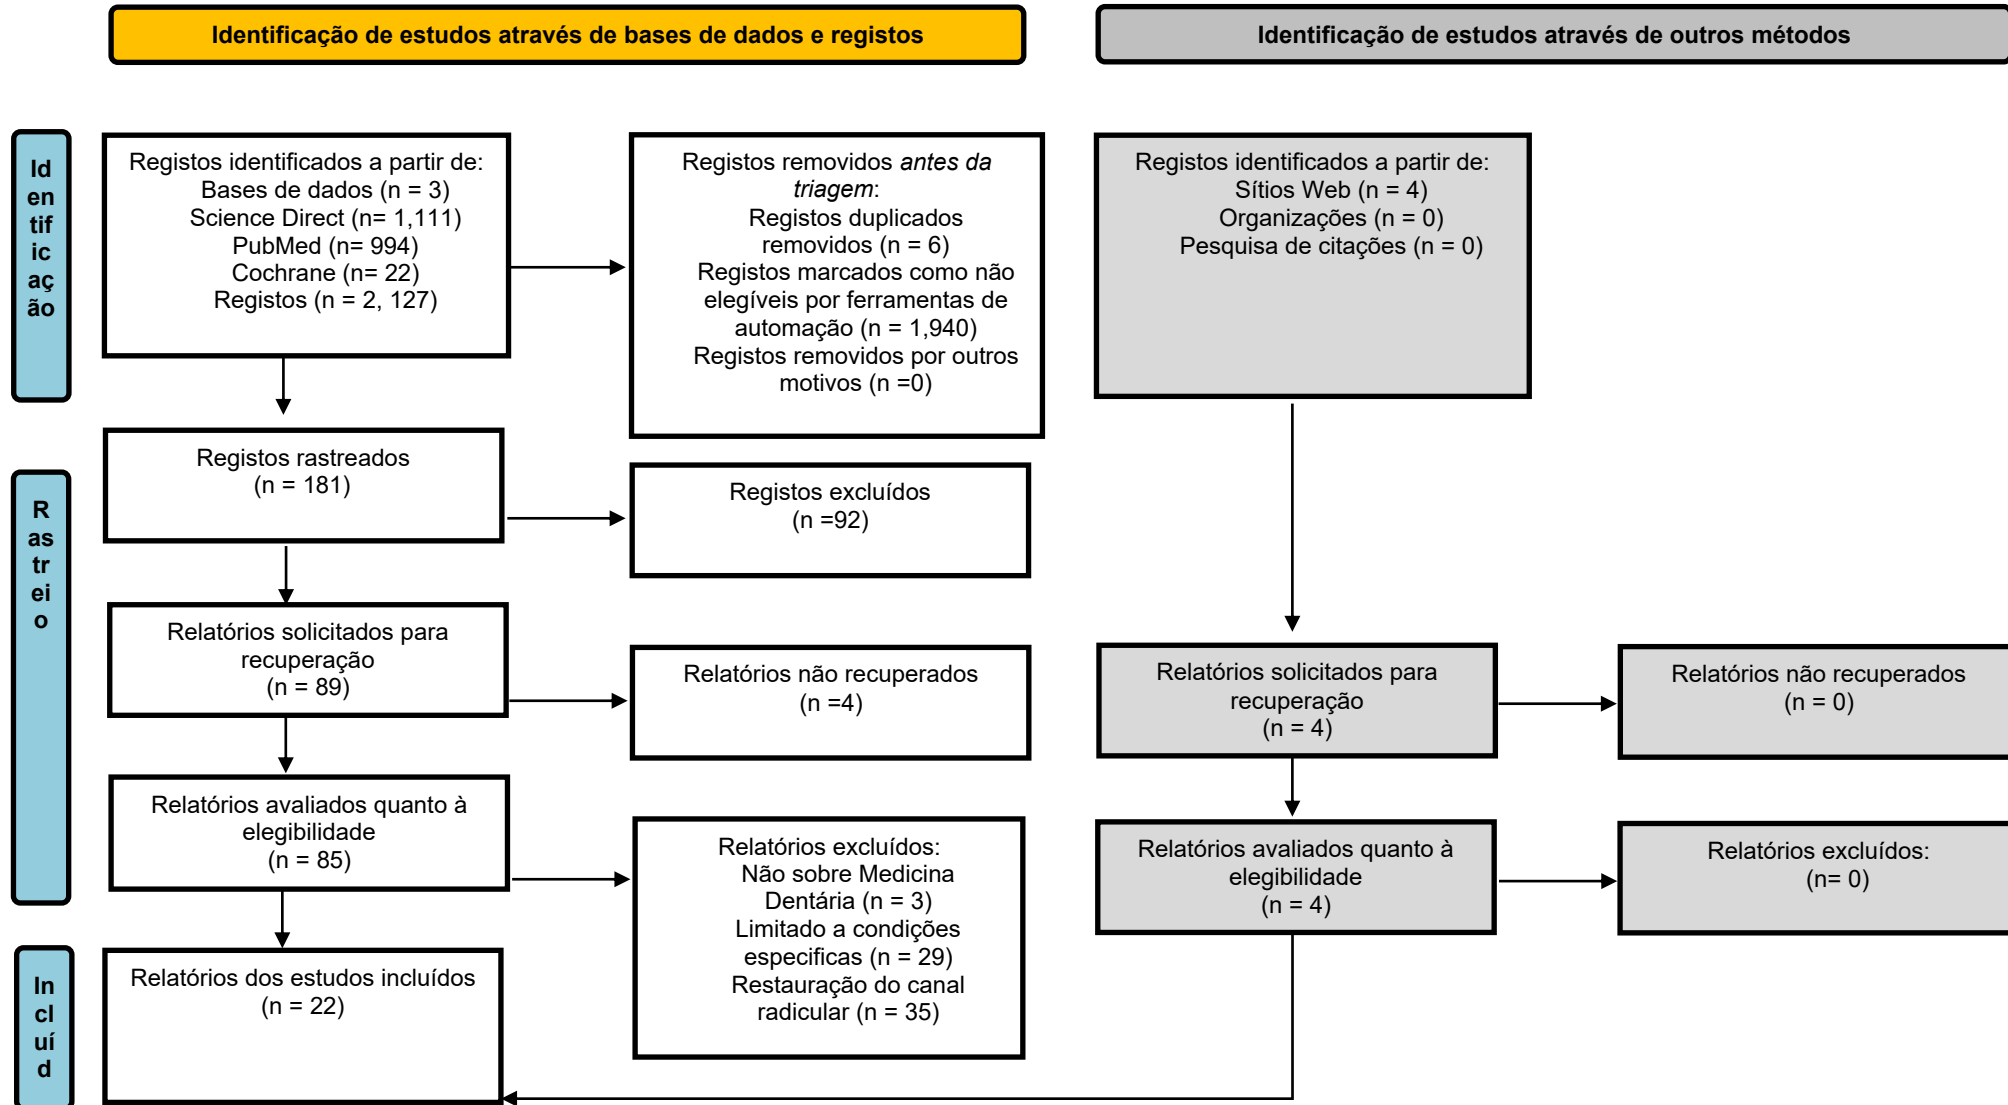 Identificação de estudos através de bases de dados e registos
Identificação de estudos através de outros métodos
Id
en
tif
ic
aç
ão
Registos identificados a partir de:
Bases de dados (n = 3)
Science Direct (n= 1,111)
PubMed (n= 994)
Cochrane (n= 22)
Registos (n = 2, 127)
Registos removidos antes da
triagem:
Registos duplicados
removidos (n = 6)
Registos marcados como não
elegíveis por ferramentas de
automação (n = 1,940)
Registos removidos por outros
motivos (n =0)
Registos identificados a partir de:
Sítios Web (n = 4)
Organizações (n = 0)
Pesquisa de citações (n = 0)
R
as
tr
ei
o
Registos rastreados
(n = 181)
Registos excluídos
(n =92)
Relatórios solicitados para
recuperação
(n = 89)
Relatórios não recuperados
(n =4)
Relatórios solicitados para
recuperação
(n = 4)
Relatórios não recuperados
(n = 0)
Relatórios avaliados quanto à
elegibilidade
(n = 85)
Relatórios excluídos:
Não sobre Medicina
Dentária (n = 3)
Limitado a condições
especificas (n = 29)
Restauração do canal
radicular (n = 35)
Relatórios avaliados quanto à
elegibilidade
(n = 4)
Relatórios excluídos:
(n= 0)
In
cl
uí
d
Relatórios dos estudos incluídos
(n = 22)